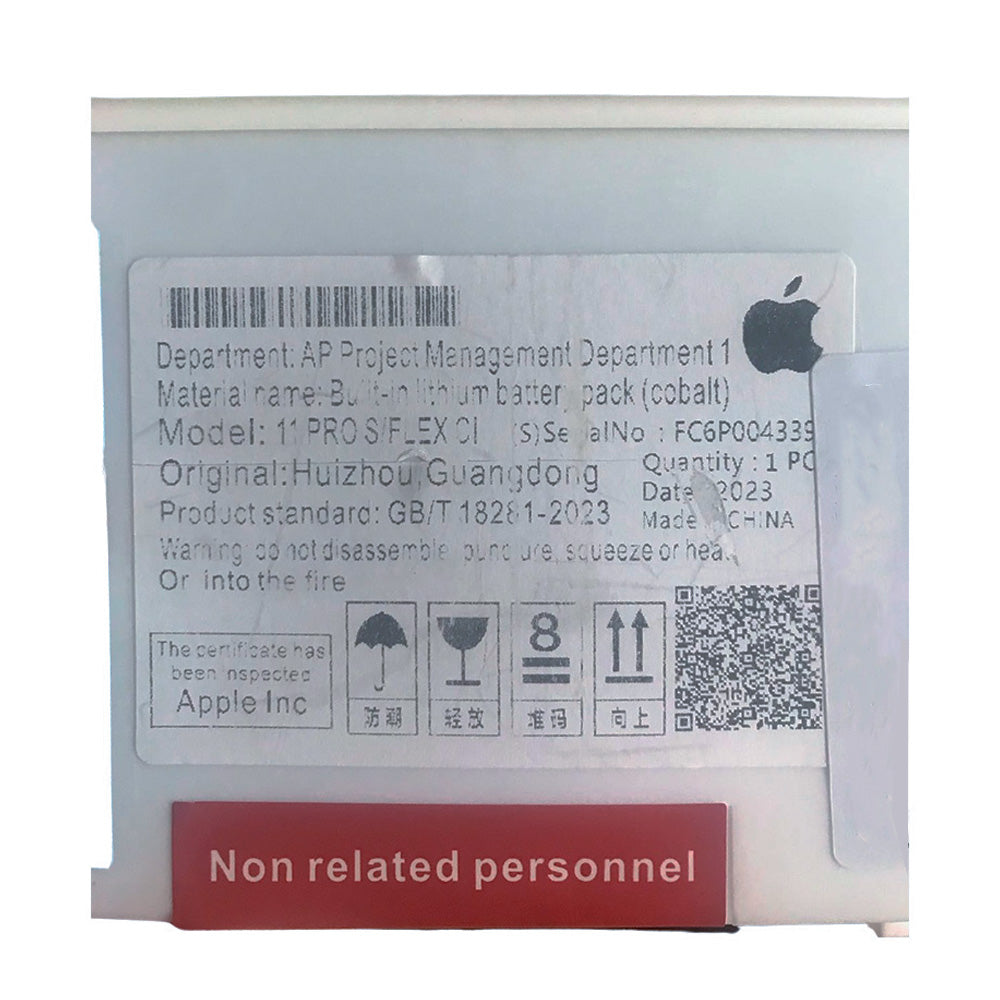 Department: AP Project Management Department 1
Material name: Built-in lithium battery pack (cobalt)
Model: 11 PRO S/FLEX CI (S)SerialNo : FC6P004339
Original:Huizhou,Guangdong
Quantity : 1 PC
Date: 2023
Product standard: GB/T 18281-2023
Made CHINA
Warning do not disassemble puncture, squeeze or heat
Or into the fire
The certificate has
been inspected
Apple Inc
8
防潮 轻放 堆码 向上
Non related personnel